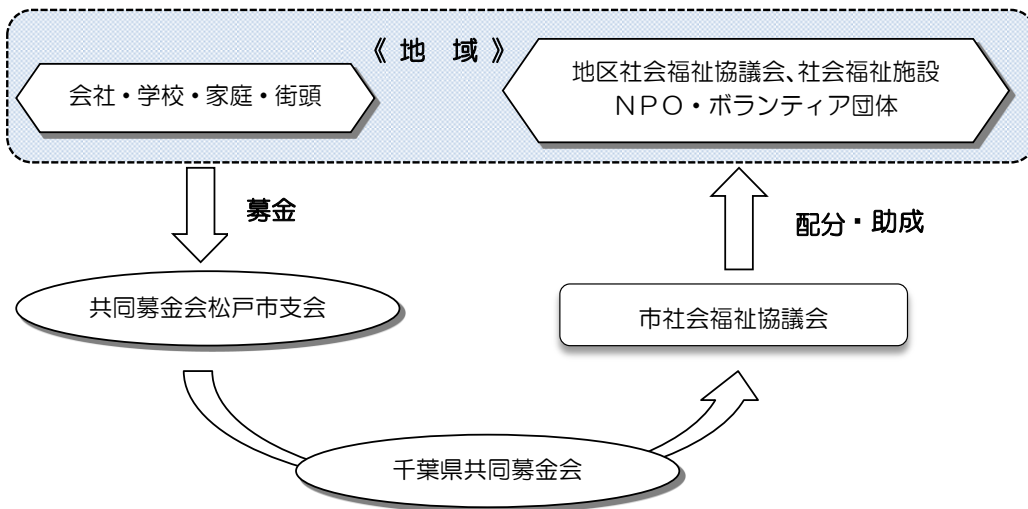 《 地　域 》
会社・学校・家庭・街頭
地区社会福祉協議会、社会福祉施設
ＮＰＯ・ボランティア団体
募金
配分・助成
共同募金会松戸市支会
市社会福祉協議会
千葉県共同募金会